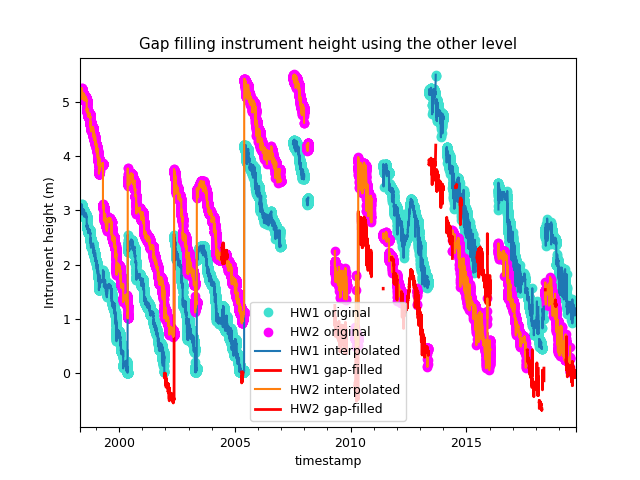 Gap filling instrument height using the other level
Intrument height (m)
5
4
3
2
1
0
HW1 original
HW2 original
HW1 interpolated
HW1 gap-filled
HW2 interpolated
HW2 gap-filled
2000
2005
2010
2015
timestamp